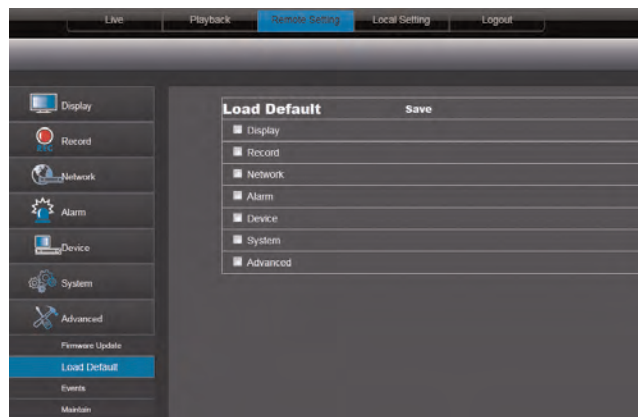 Live Playback Remote Setting Local Setting Logout
Display
Record
Network
Alarm
Device
System
Advanced
Firmware Update
Load Default
Events
Maintain
Load Default Save
Display
Record
Network
Alarm
Device
System
Advanced